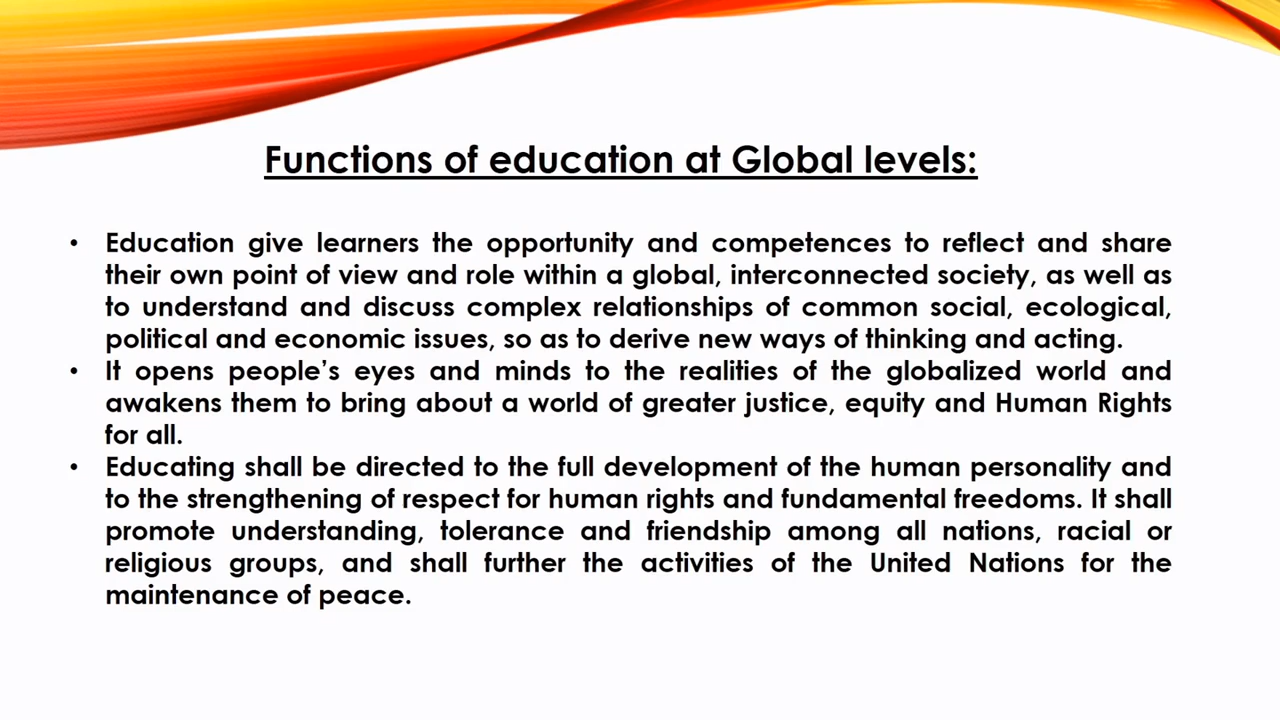 Functions of education at Global levels:
• Education give learners the opportunity and competences to reflect and share
their own point of view and role within a global, interconnected society, as well as
to understand and discuss complex relationships of common social, ecological,
political and economic issues, so as to derive new ways of thinking and acting.
• It opens people’s eyes and minds to the realities of the globalized world and
awakens them to bring about a world of greater justice, equity and Human Rights
for all.
• Educating shall be directed to the full development of the human personality and
to the strengthening of respect for human rights and fundamental freedoms. It shall
promote understanding, tolerance and friendship among all nations, racial or
religious groups, and shall further the activities of the United Nations for the
maintenance of peace.